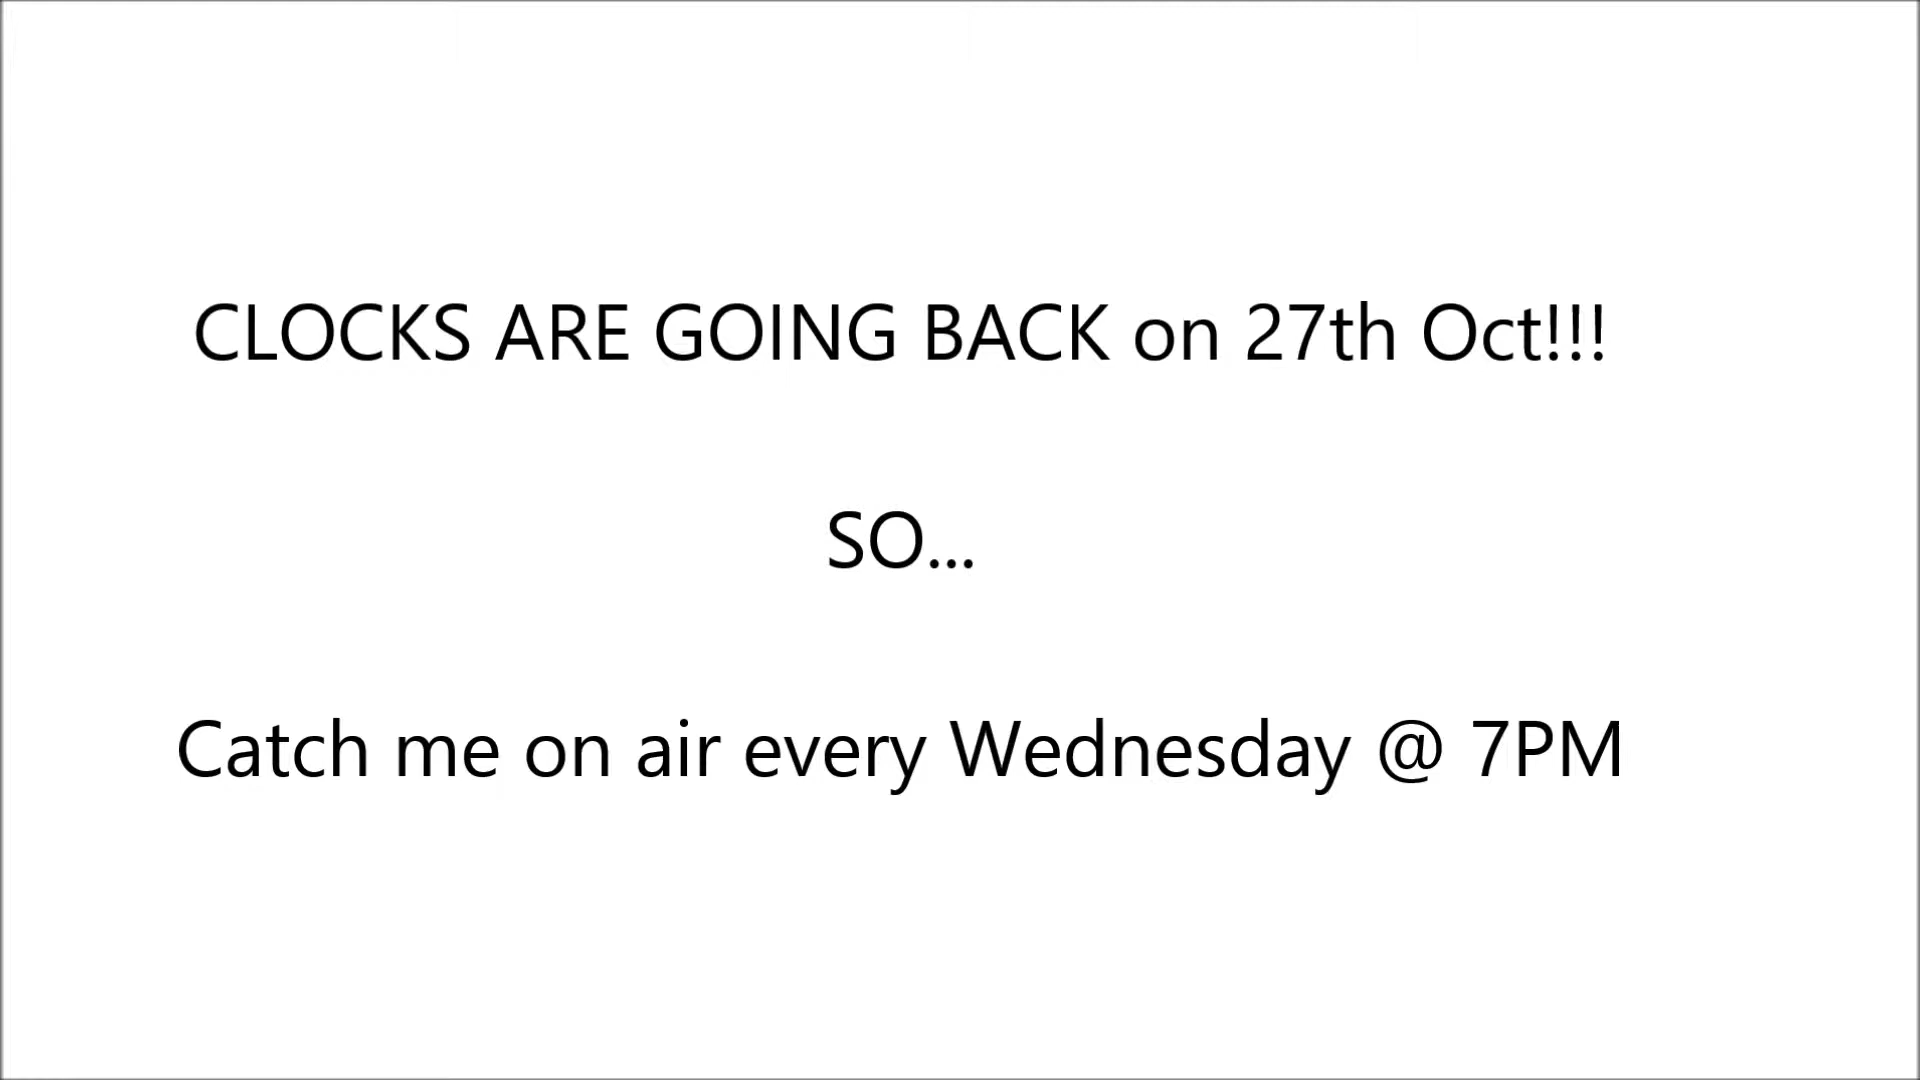 CLOCKS ARE GOING BACK on 27th Oct!!!
SO...
Catch me on air every Wednesday @ 7PM